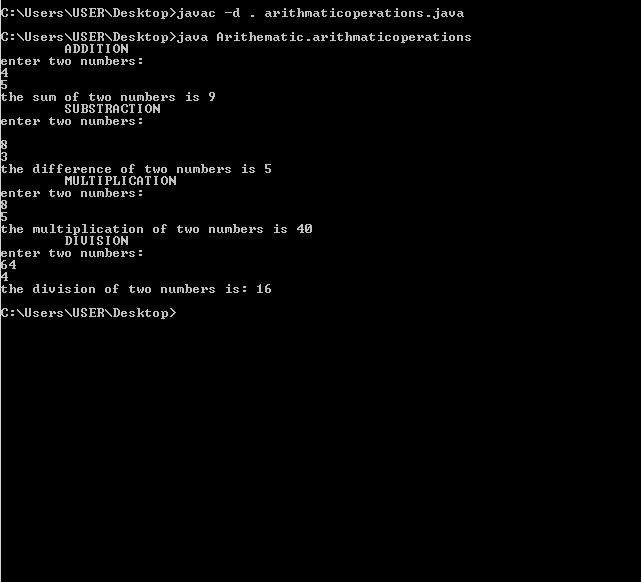 C:\Users\USER\Desktop>javac -d . arithmaticoperations.java
C:\Users\USER\Desktop>java Arithematic.arithmaticoperations
ADDITION
enter two numbers:
4
5
the sum of two numbers is 9
SUBSTRACTION
enter two numbers:
8
3
the difference of two numbers is 5
MULTIPLICATION
enter two numbers:
8
5
the multiplication of two numbers is 40
DIVISION
enter two numbers:
64
4
the division of two numbers is: 16
C:\Users\USER\Desktop>